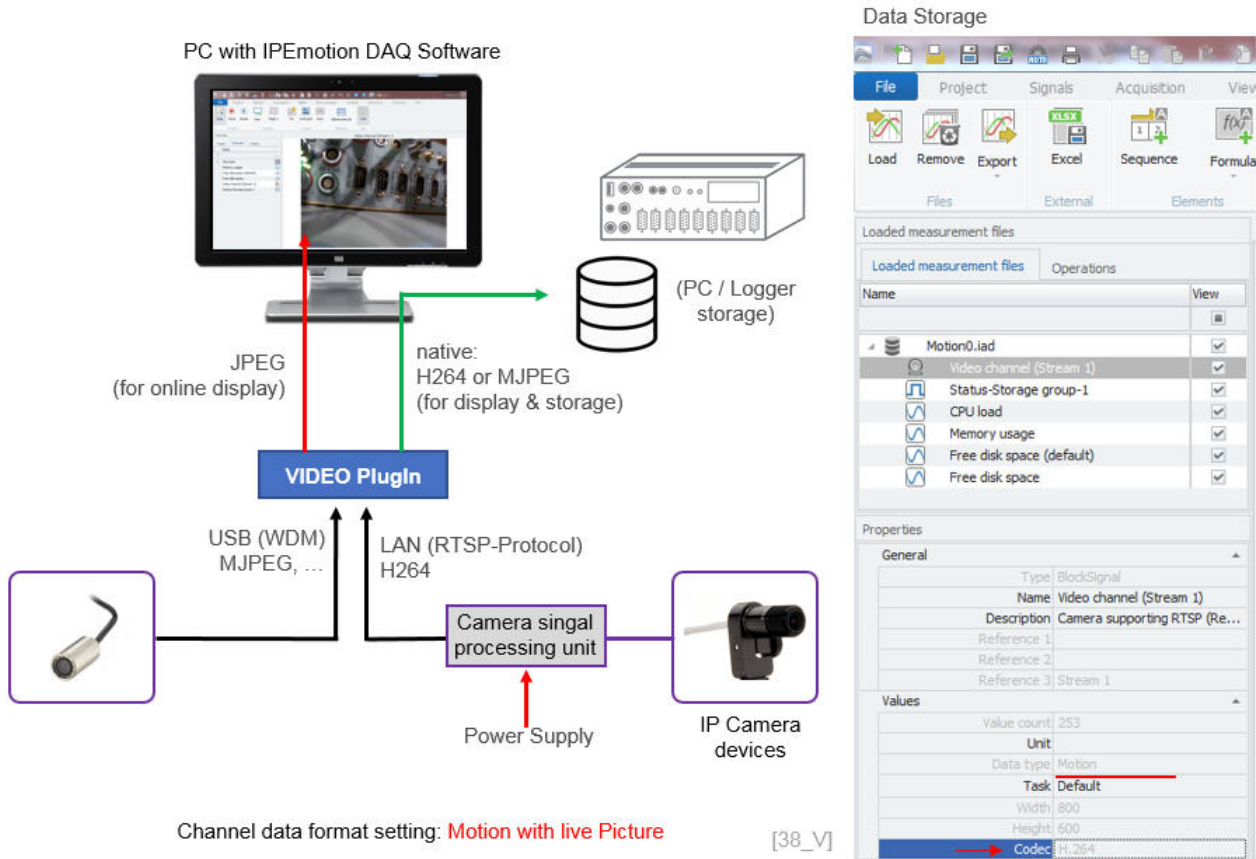 Data Storage
PC with IPEmotion DAQ Software
File Project Signals Acquisition View
XLSX
f(x)
Load Remove Export Excel Sequence Formula
Files External Elements
Loaded measurement files
Loaded measurement files Operations
Name View
Motion0.iad
Video channel (Stream 1)
Status-Storage group-1
CPU load
Memory usage
Free disk space (default)
Free disk space
(PC / Logger
storage)
JPEG
(for online display)
native:
H264 or MJPEG
(for display & storage)
VIDEO PlugIn
USB (WDM)
MJPEG, ...
LAN (RTSP-Protocol)
H264
Camera singal
processing unit
Power Supply
IP Camera
devices
Properties
General
Type BlockSignal
Name Video channel (Stream 1)
Description Camera supporting RTSP (Re...
Reference 1
Reference 2
Reference 3 Stream 1
Values
Value count 253
Unit
Data type Motion
Task Default
Width 800
Height 600
Codec H.264
Channel data format setting: Motion with live Picture
[38_V]